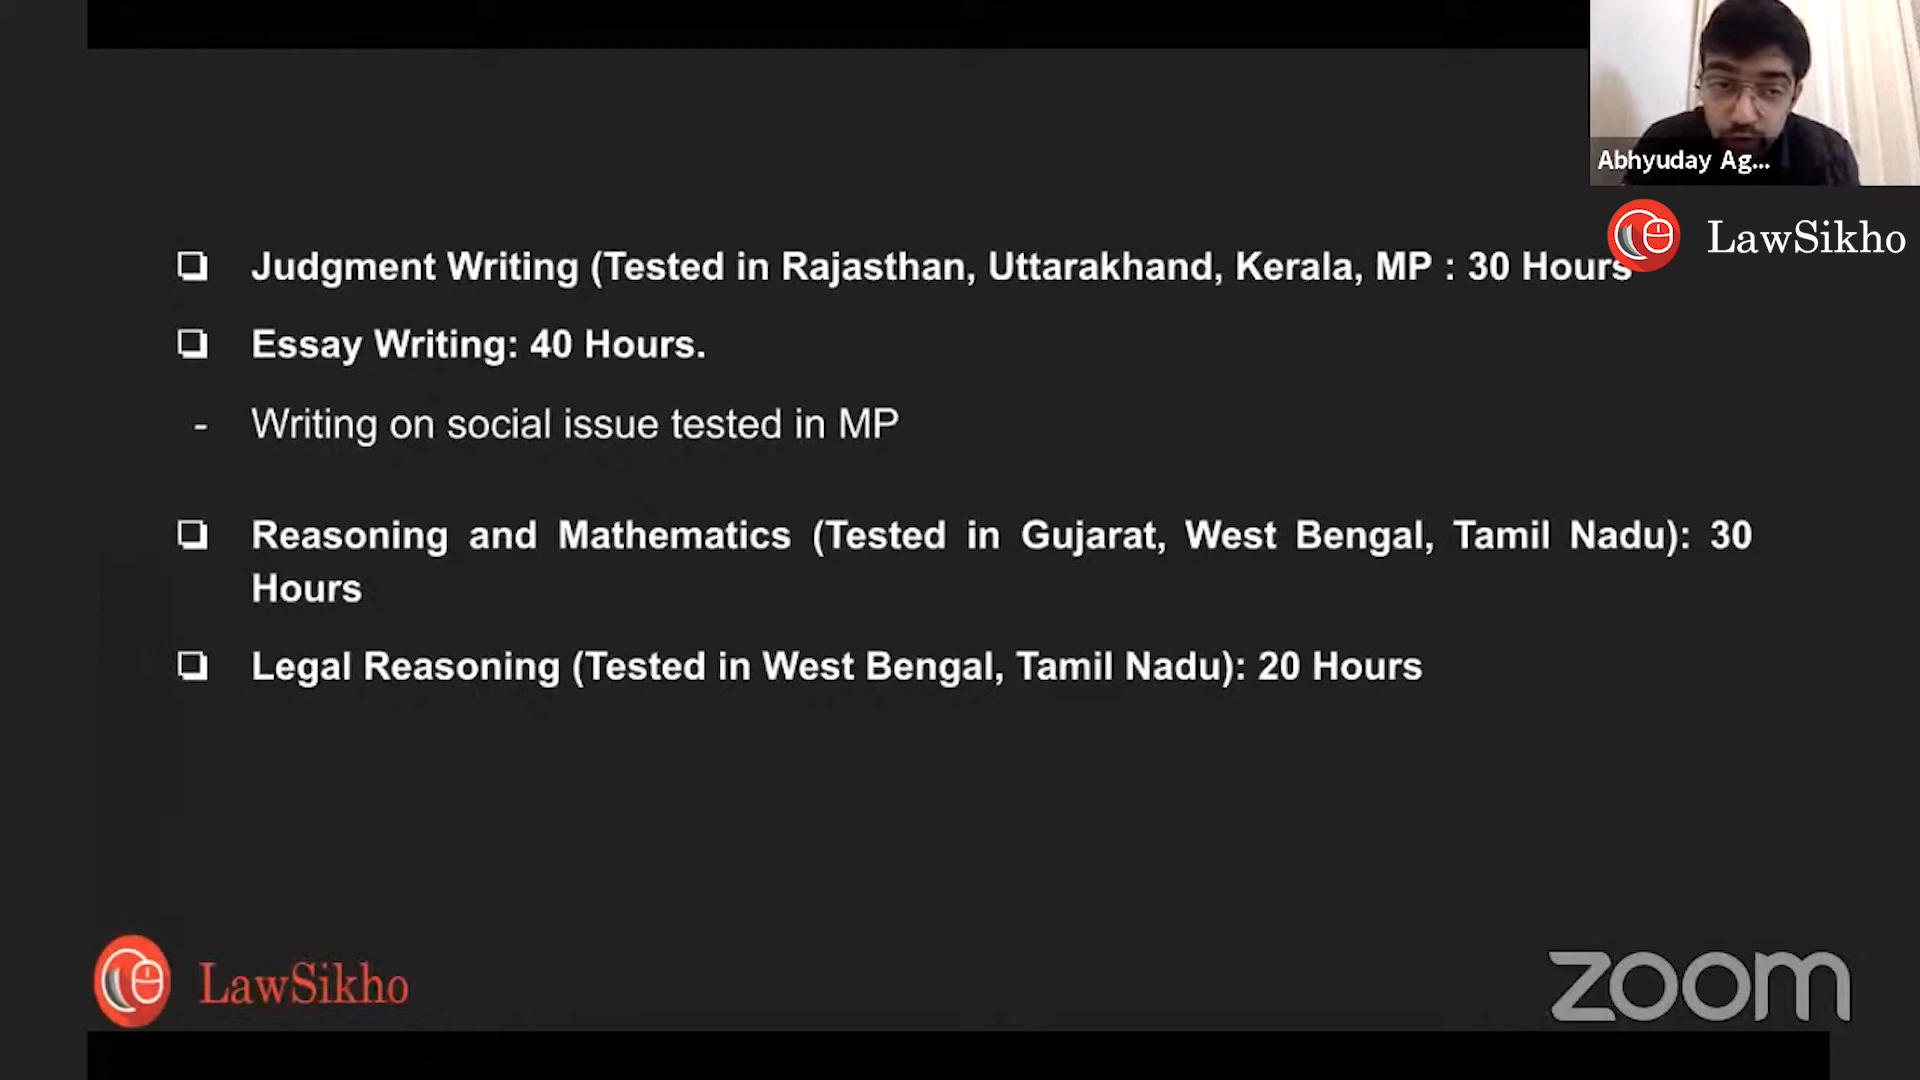 Abhyuday Ag...
LawSikho
❑ Judgment Writing (Tested in Rajasthan, Uttarakhand, Kerala, MP : 30 Hours
❑ Essay Writing: 40 Hours.
- Writing on social issue tested in MP
❑ Reasoning and Mathematics (Tested in Gujarat, West Bengal, Tamil Nadu): 30
Hours
❑ Legal Reasoning (Tested in West Bengal, Tamil Nadu): 20 Hours
LawSikho
zoom